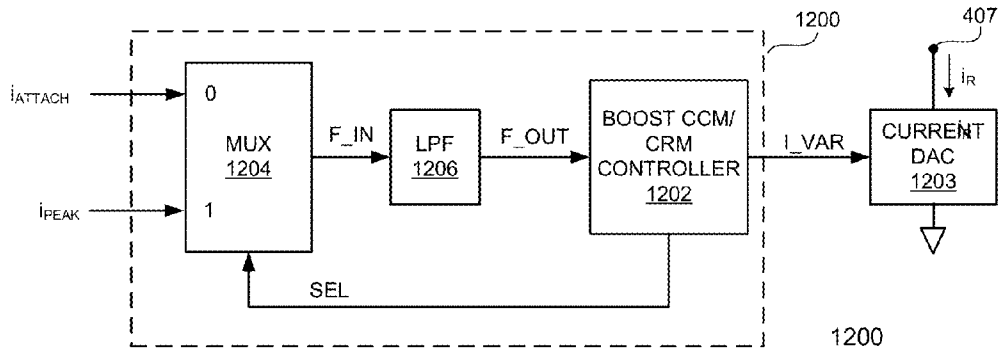 1200
407
iATTACH
0
MUX
1204
1
iPEAK
F_IN
LPF
1206
F_OUT
BOOST CCM/
CRM
CONTROLLER
1202
I_VAR
iR
CURRENT
DAC
1203
SEL
1200